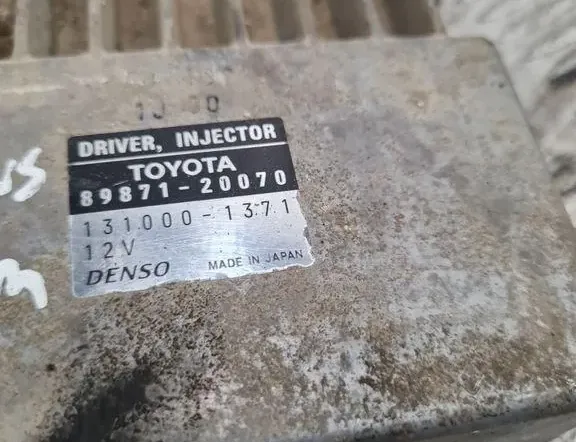 DRIVER, INJECTOR
TOYOTA
89871-20070
131000-1371
12V
DENSO MADE IN JAPAN